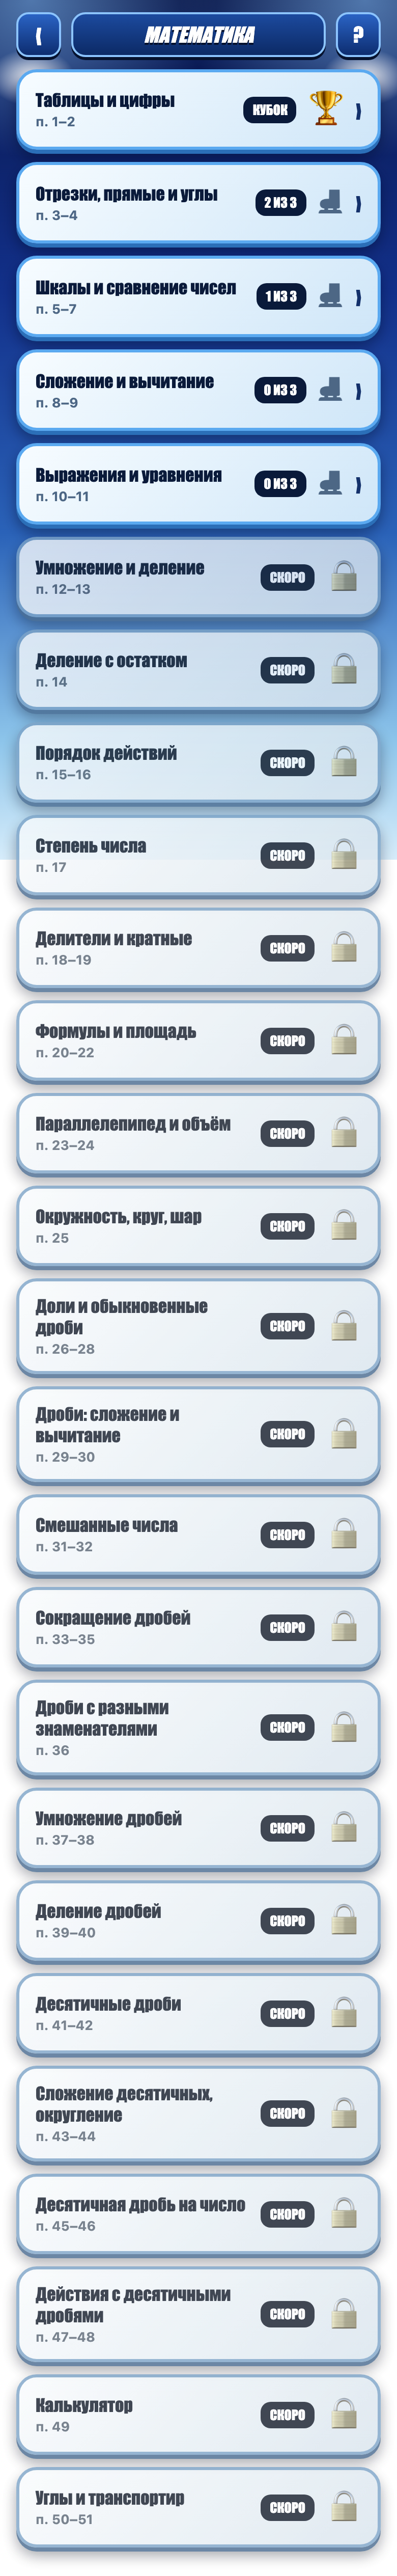 МАТЕМАТИКА
?
Таблицы и цифры
п. 1–2
КУБОК
Отрезки, прямые и углы
п. 3–4
2 ИЗ 3
Шкалы и сравнение чисел
п. 5–7
1 ИЗ 3
Сложение и вычитание
п. 8–9
0 ИЗ 3
Выражения и уравнения
п. 10–11
0 ИЗ 3
Умножение и деление
п. 12–13
СКОРО
Деление с остатком
п. 14
СКОРО
Порядок действий
п. 15–16
СКОРО
Степень числа
п. 17
СКОРО
Делители и кратные
п. 18–19
СКОРО
Формулы и площадь
п. 20–22
СКОРО
Параллелепипед и объём
п. 23–24
СКОРО
Окружность, круг, шар
п. 25
СКОРО
Доли и обыкновенные
дроби
п. 26–28
СКОРО
Дроби: сложение и
вычитание
п. 29–30
СКОРО
Смешанные числа
п. 31–32
СКОРО
Сокращение дробей
п. 33–35
СКОРО
Дроби с разными
знаменателями
п. 36
СКОРО
Умножение дробей
п. 37–38
СКОРО
Деление дробей
п. 39–40
СКОРО
Десятичные дроби
п. 41–42
СКОРО
Сложение десятичных,
округление
п. 43–44
СКОРО
Десятичная дробь на число
п. 45–46
СКОРО
Действия с десятичными
дробями
п. 47–48
СКОРО
Калькулятор
п. 49
СКОРО
Углы и транспортир
п. 50–51
СКОРО